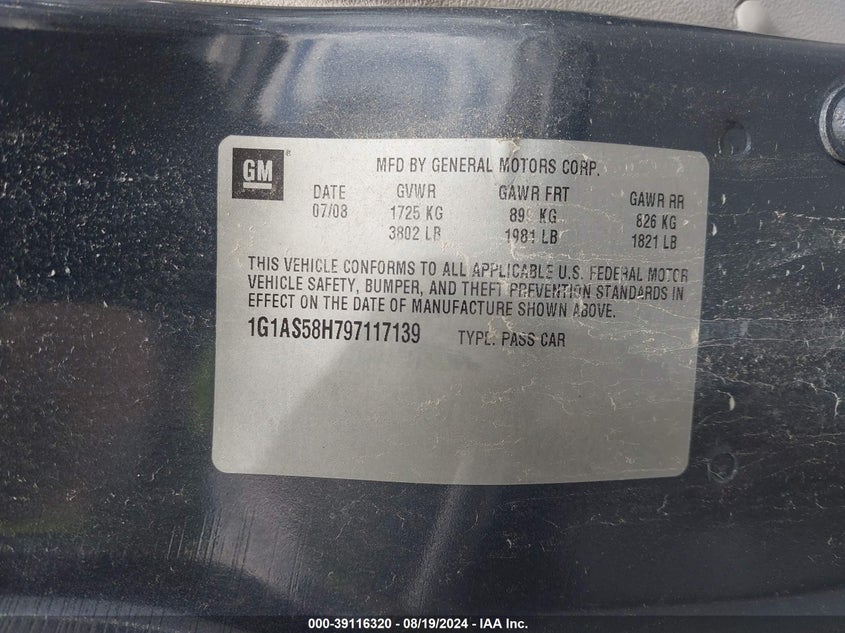 GM
MFD BY GENERAL MOTORS CORP.
DATE GVWR GAWR FRT GAWR RR
07/08 1725 KG KG 826 KG
3802 LB 1981 LB 1821 LB
THIS VEHICLE CONFORMS TO ALL APPLICABLE U.S. FEDERAL MOTOR
VEHICLE SAFETY, BUMPER, AND THEFT PREVENTION STANDARDS IN
EFFECT ON THE DATE OF MANUFACTURE SHOWN ABOVE.
1G1AS58H797117139 TYPE: PASS CAR
000-39116320 - 08/19/2024 - IAA Inc.